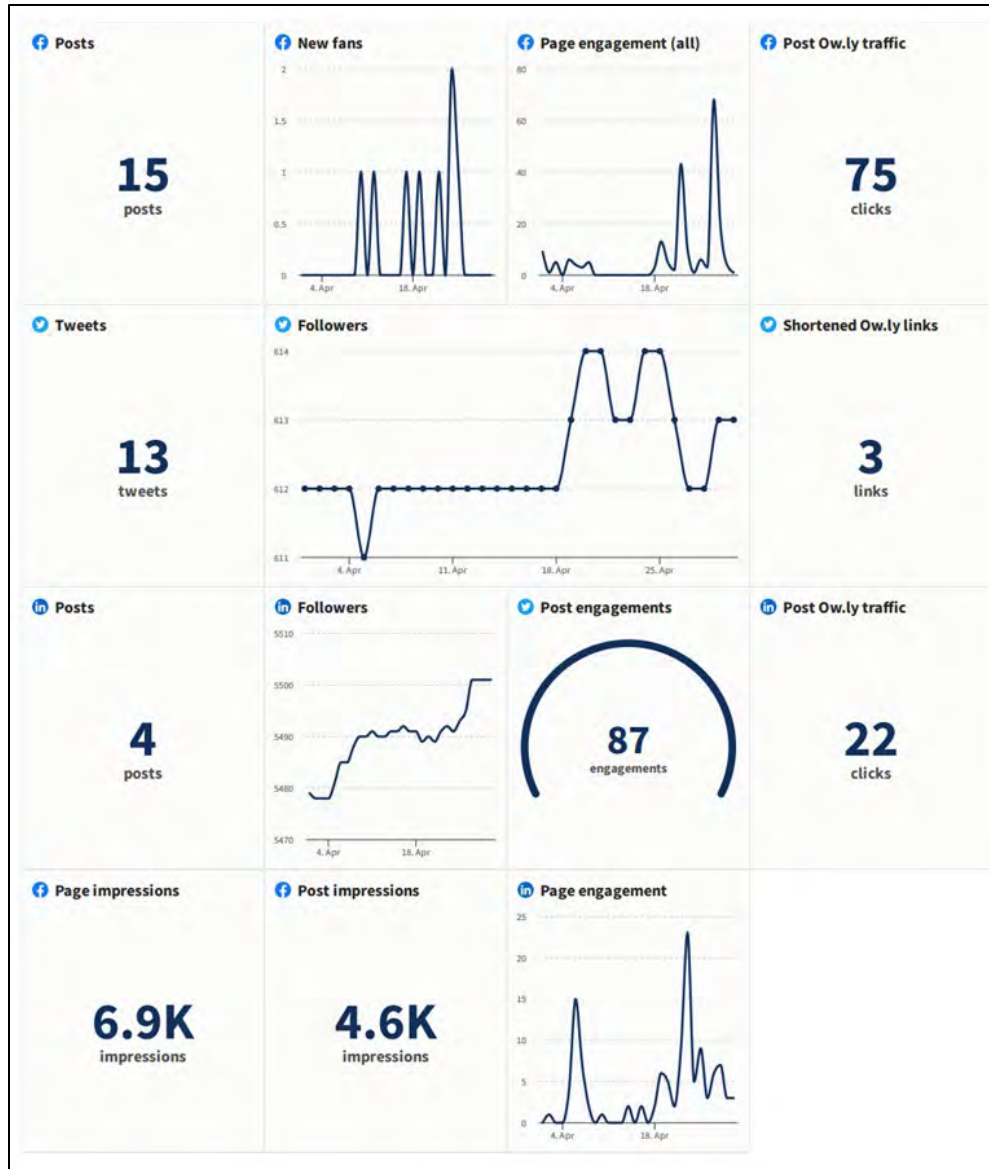 Posts
15
posts
New fans
2
1.5
1
0.5
0
4. Apr
18. Apr
Page engagement (all)
80
60
40
20
0
4. Apr
18. Apr
Post Ow.ly traffic
75
clicks
Tweets
13
tweets
Followers
614
613
612
611
4. Apr
11. Apr
18. Apr
25. Apr
Shortened Ow.ly links
3
links
in Posts
4
posts
in Followers
5510
5500
5490
5480
5470
4. Apr
18. Apr
Post engagements
87
engagements
in Post Ow.ly traffic
22
clicks
Page impressions
6.9K
impressions
Post impressions
4.6K
impressions
in Page engagement
25
20
15
10
5
0
4. Apr
18. Apr